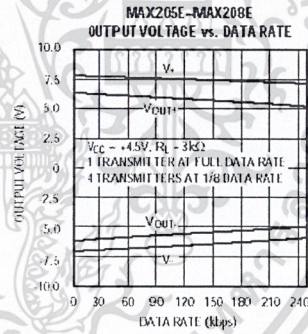 MAX205E–MAX208E
OUTPUT VOLTAGE vs. DATA RATE
10.0
7.5
5.0
2.5
0
-2.5
-5.0
-7.5
-10.0
OUTPUT VOLTAGE (V)
V+
VOUT+
VCC = +4.5V, RL = 3kΩ
1 TRANSMITTER AT FULL DATA RATE
4 TRANSMITTERS AT 1/8 DATA RATE
VOUT-
V-
0 30 60 90 120 150 180 210 240
DATA RATE (kbps)